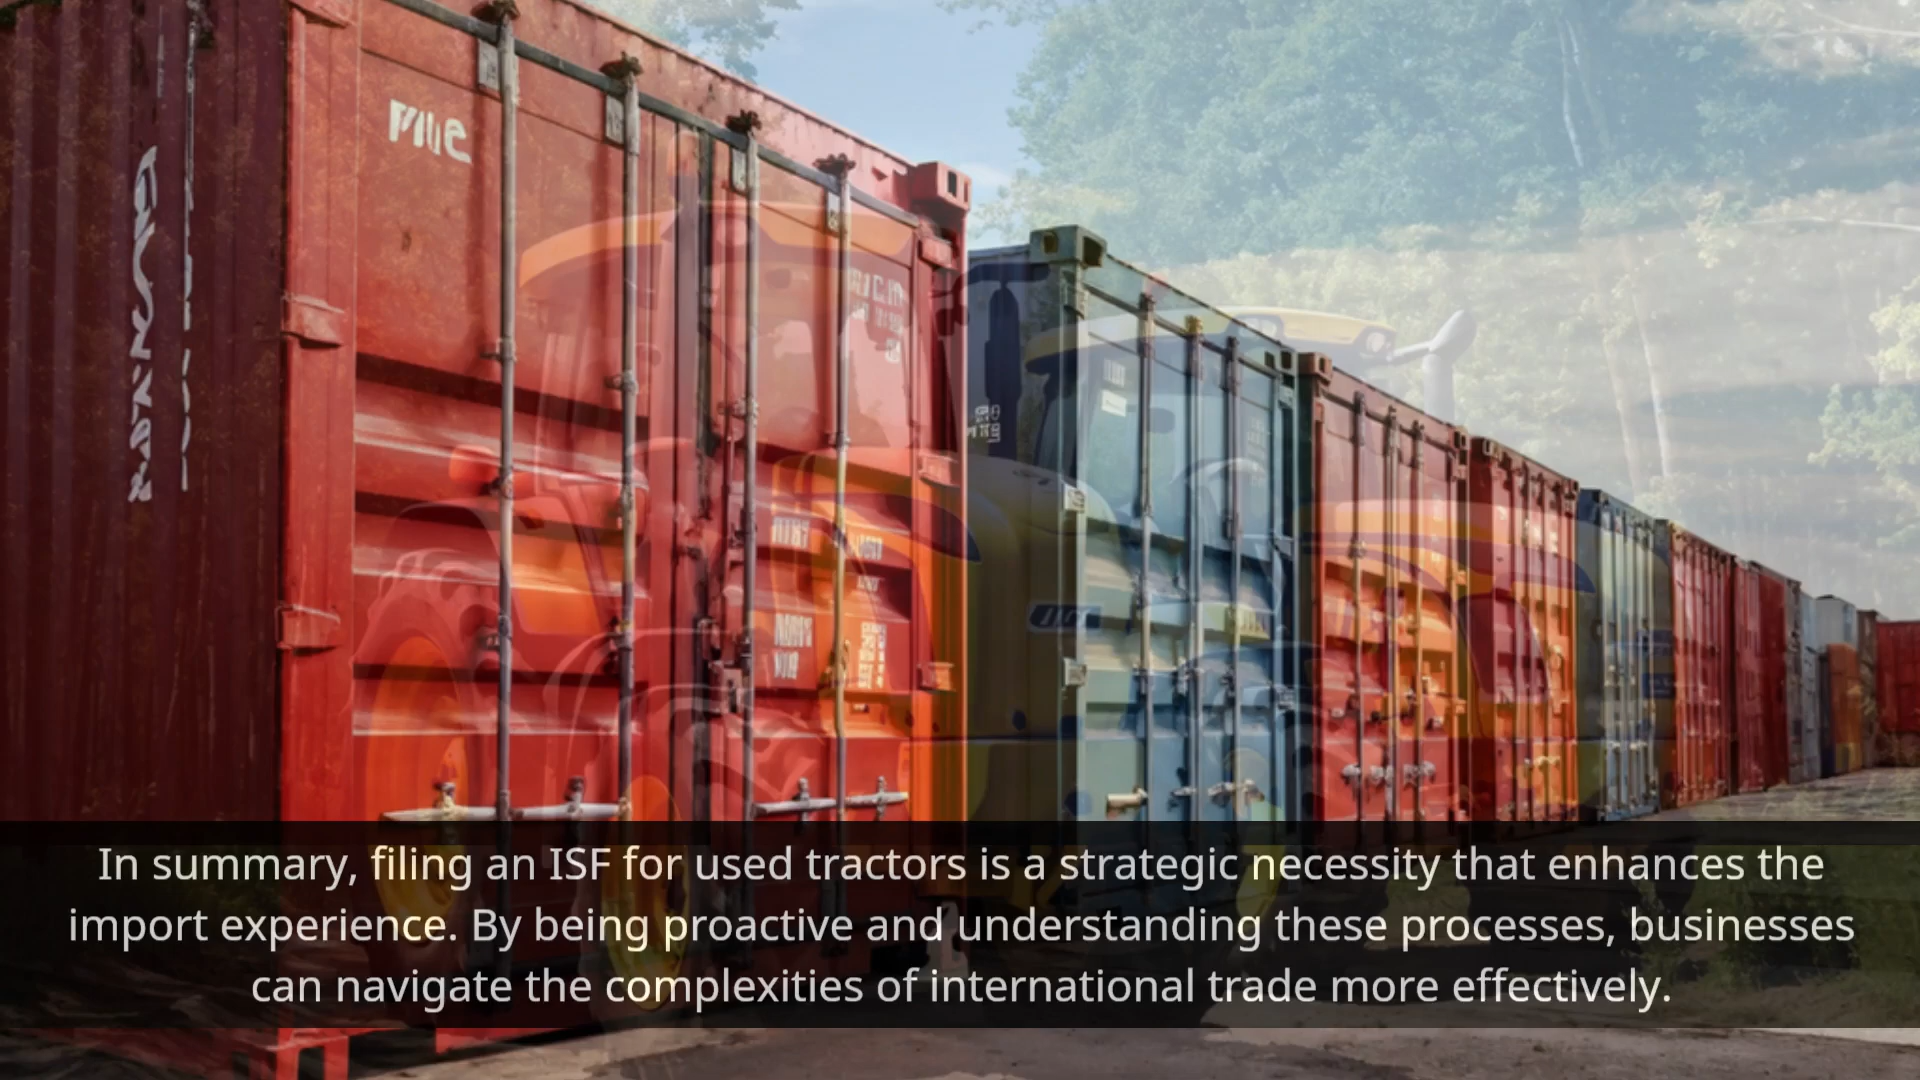 In summary, filing an ISF for used tractors is a strategic necessity that enhances the
import experience. By being proactive and understanding these processes, businesses
can navigate the complexities of international trade more effectively.